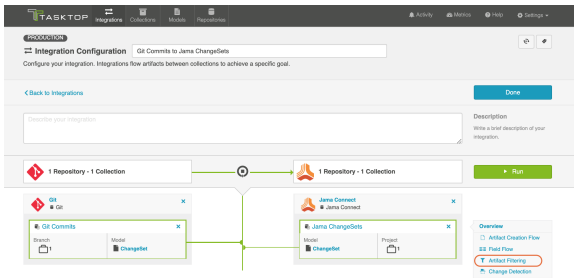 TASKTOP
Integrations
Collections
Models
Repositories
Activity
Metrics
Help
Settings
PRODUCTION
Integration Configuration
Git Commits to Jama ChangeSets
Configure your integration. Integrations flow artifacts between collections to achieve a specific goal.
Back to Integrations
Done
Describe your integration
Description
Write a brief description of your
integration.
1 Repository - 1 Collection
1 Repository - 1 Collection
Run
Git
Git
Jama Connect
Jama Connect
Git Commits
Branch
1
Model
ChangeSet
Jama ChangeSets
Model
ChangeSet
Project
1
Overview
Artifact Creation Flow
Field Flow
Artifact Filtering
Change Detection